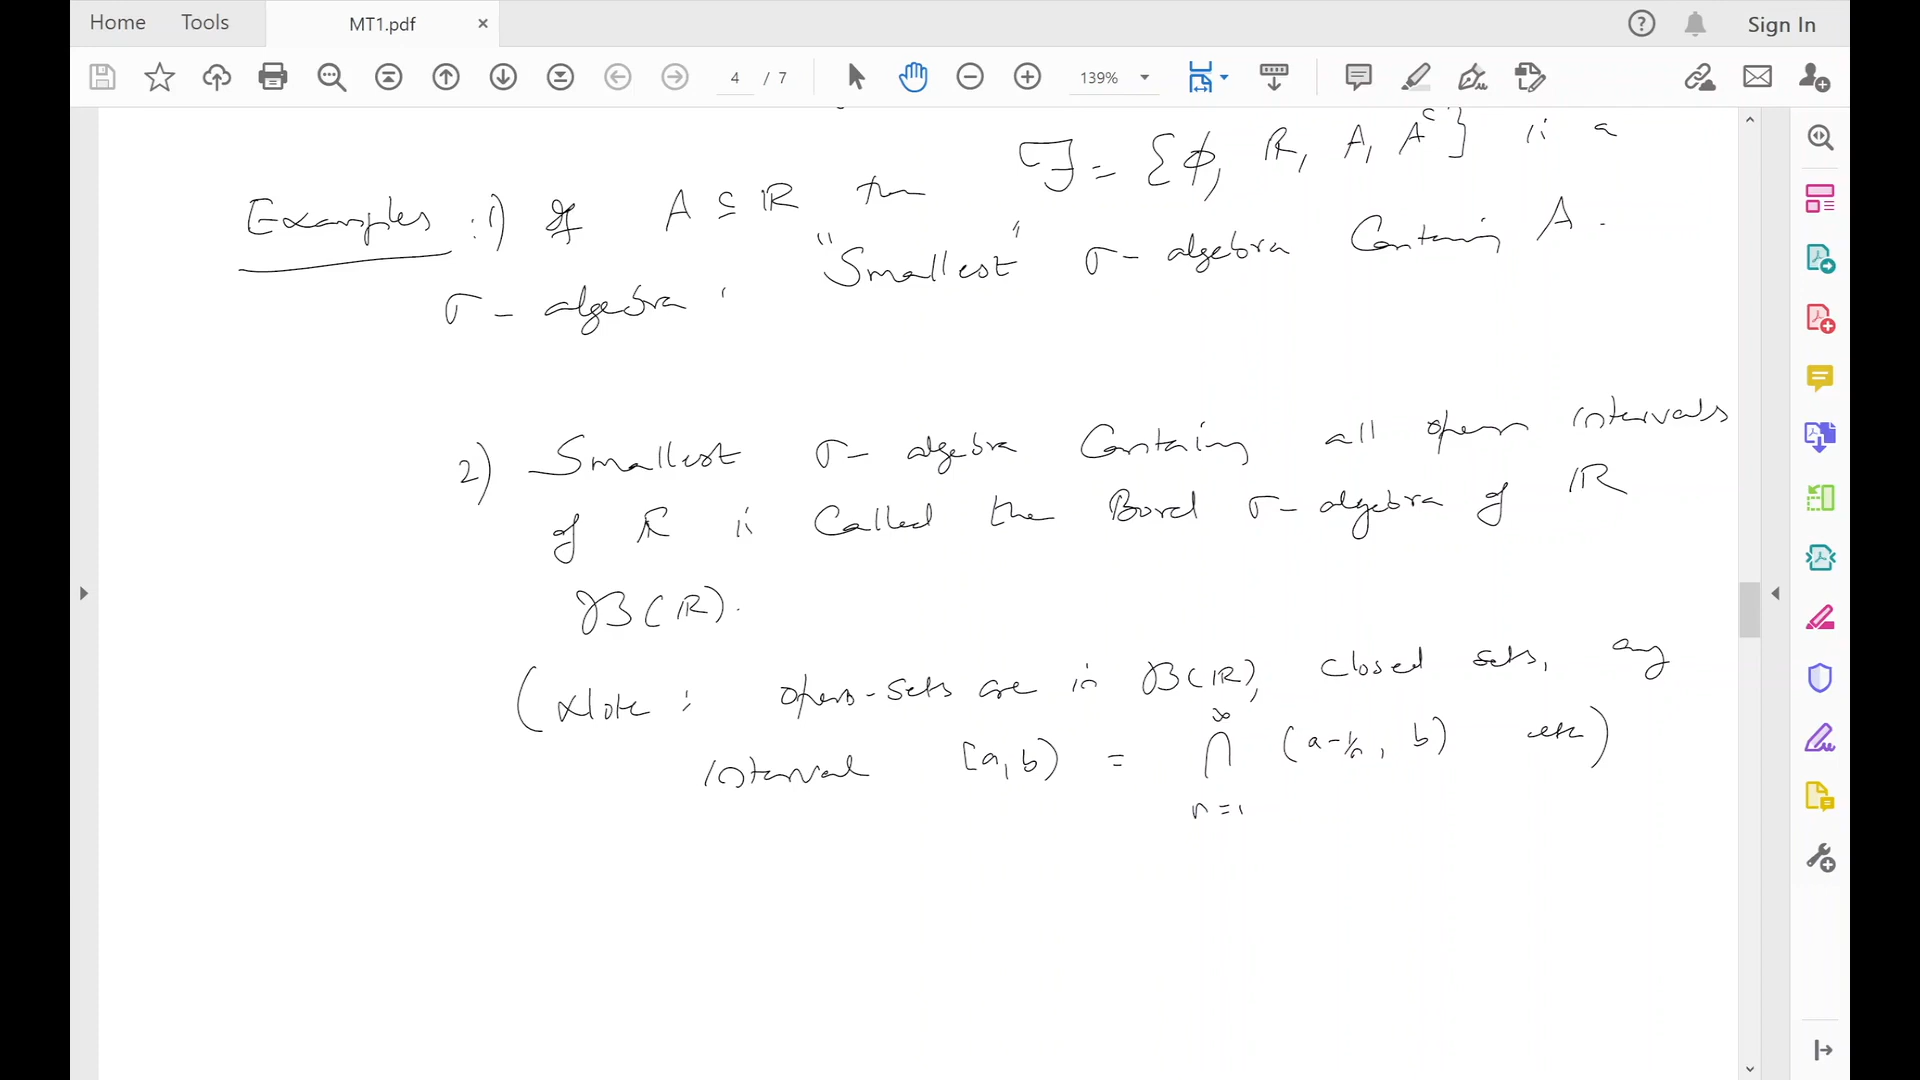 Home Tools MT1.pdf × Sign In
4 / 7 139%
Examples : 1) If A ⊆ ℝ then ℱ = {ϕ, ℝ, A, Aᶜ} is a
σ - algebra. "Smallest" σ - algebra Containing A.
2) Smallest σ - algebra Containing all open intervals
of ℝ is Called the Borel σ - algebra of ℝ
ℬ(ℝ).
(Note : open-sets are in ℬ(ℝ), closed sets, any
interval [a, b) = ∞ ⋂ n=1 (a-1/n, b) etc)